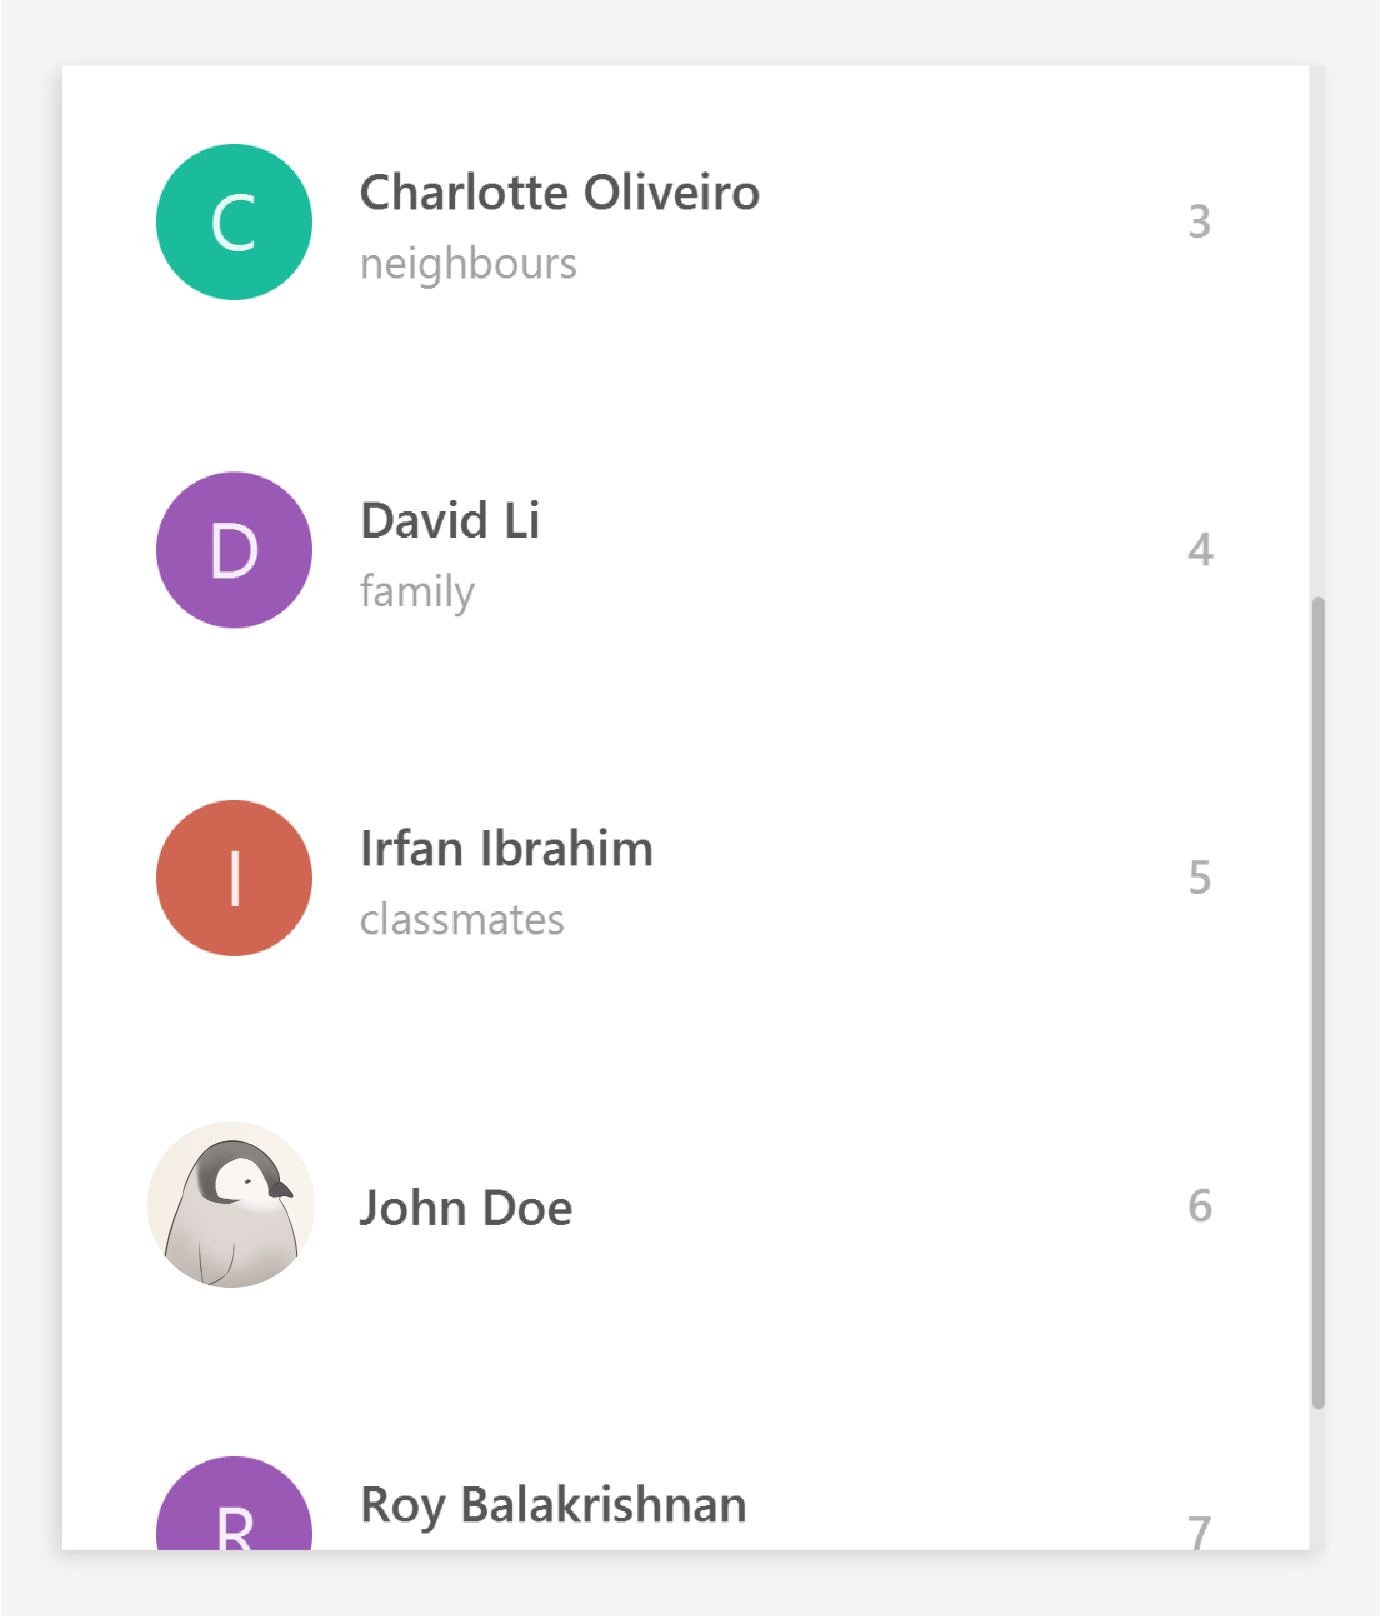 C
Charlotte Oliveiro
neighbours
3
D
David Li
family
4
I
Irfan Ibrahim
classmates
5
John Doe
6
R
Roy Balakrishnan
7